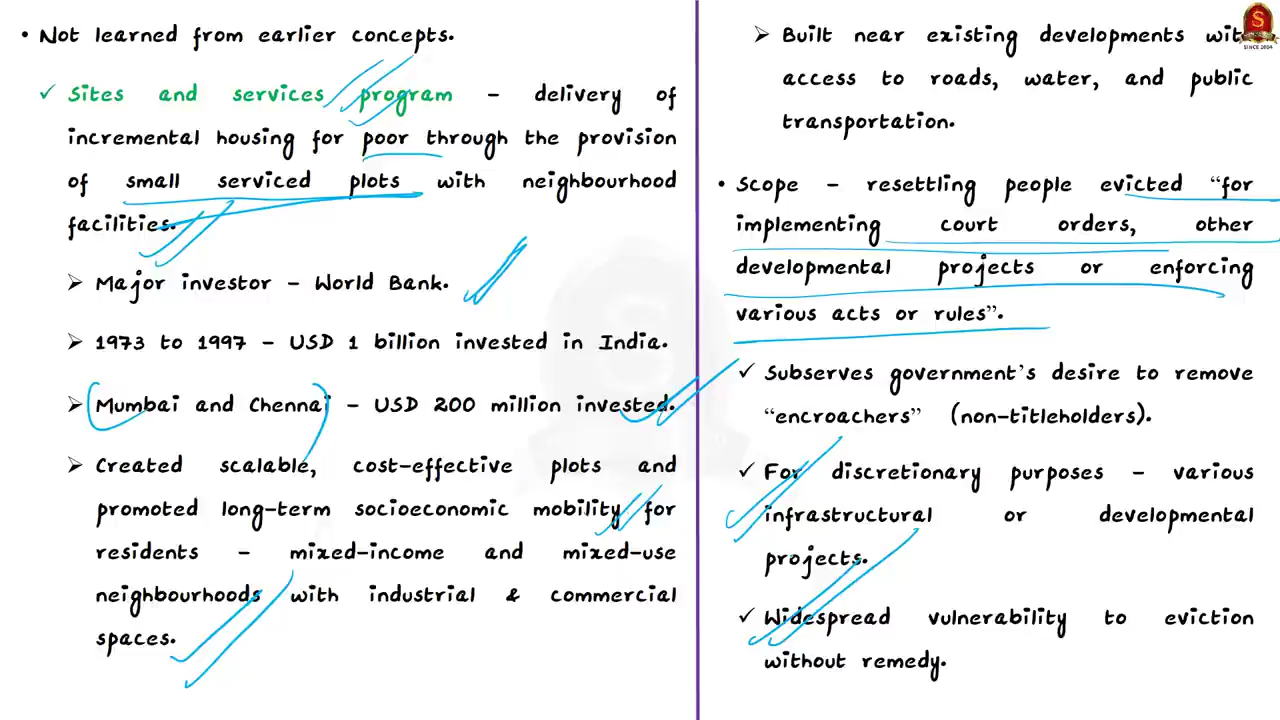 • Not learned from earlier concepts.
✓ Sites and services program – delivery of
incremental housing for poor through the provision
of small serviced plots with neighbourhood
facilities.
➢ Major investor – World Bank.
➢ 1973 to 1997 – USD 1 billion invested in India.
➢ Mumbai and Chennai – USD 200 million invested.
➢ Created scalable, cost-effective plots and
promoted long-term socioeconomic mobility for
residents – mixed-income and mixed-use
neighbourhoods with industrial & commercial
spaces.
➢ Built near existing developments with
access to roads, water, and public
transportation.
• Scope – resettling people evicted “for
implementing court orders, other
developmental projects or enforcing
various acts or rules”.
✓ Subserves government's desire to remove
“encroachers” (non-titleholders).
✓ For discretionary purposes – various
infrastructural or developmental
projects.
✓ Widespread vulnerability to eviction
without remedy.
S
SINCE 2004